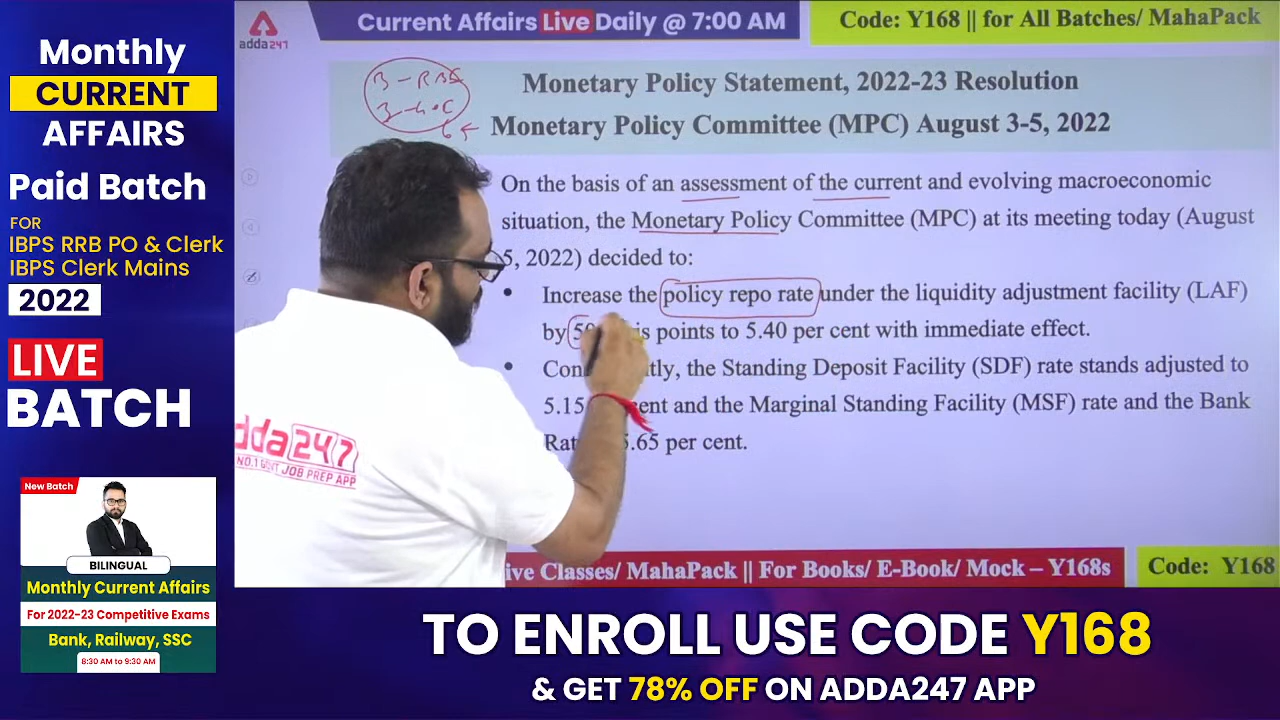 Monthly
CURRENT
AFFAIRS
Paid Batch
FOR
IBPS RRB PO & Clerk
IBPS Clerk Mains
2022
LIVE
BATCH
New Batch
BILINGUAL
Monthly Current Affairs
For 2022-23 Competitive Exams
Bank, Railway, SSC
8:30 AM to 9:30 AM
adda247
Current Affairs Live Daily @ 7:00 AM
Code: Y168 || for All Batches/ MahaPack
Monetary Policy Statement, 2022-23 Resolution
Monetary Policy Committee (MPC) August 3-5, 2022
3 - RBI
6
On the basis of an assessment of the current and evolving macroeconomic
situation, the Monetary Policy Committee (MPC) at its meeting today (August
5, 2022) decided to:
• Increase the policy repo rate under the liquidity adjustment facility (LAF)
by points to 5.40 per cent with immediate effect.
• the Standing Deposit Facility (SDF) rate stands adjusted to
5.15 and the Marginal Standing Facility (MSF) rate and the Bank
5.65 per cent.
adda247
NO.1 GOVT JOB PREP APP
ive Classes/ MahaPack || For Books/ E-Book/ Mock – Y168s
Code: Y168
TO ENROLL USE CODE Y168
& GET 78% OFF ON ADDA247 APP